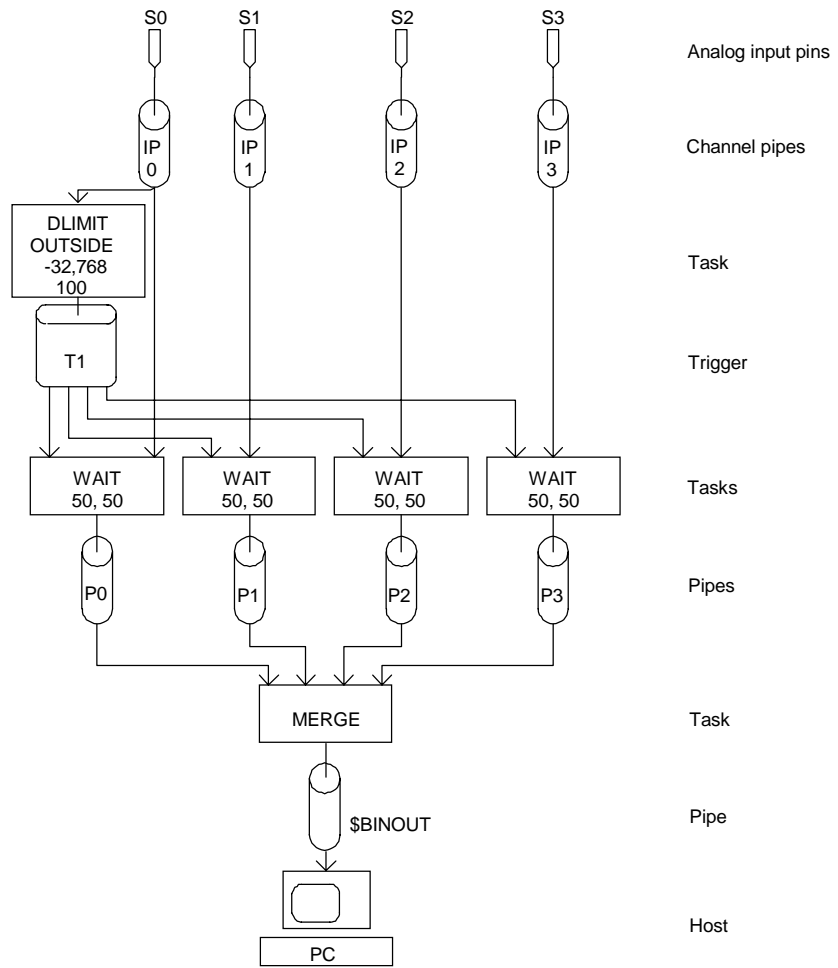 S0 S1 S2 S3
Analog input pins
IP IP IP IP
0 1 2 3
Channel pipes
DLIMIT
OUTSIDE
-32,768
100
Task
T1
Trigger
WAIT WAIT WAIT WAIT
50, 50 50, 50 50, 50 50, 50
Tasks
P0 P1 P2 P3
Pipes
MERGE
Task
$BINOUT
Pipe
Host
PC